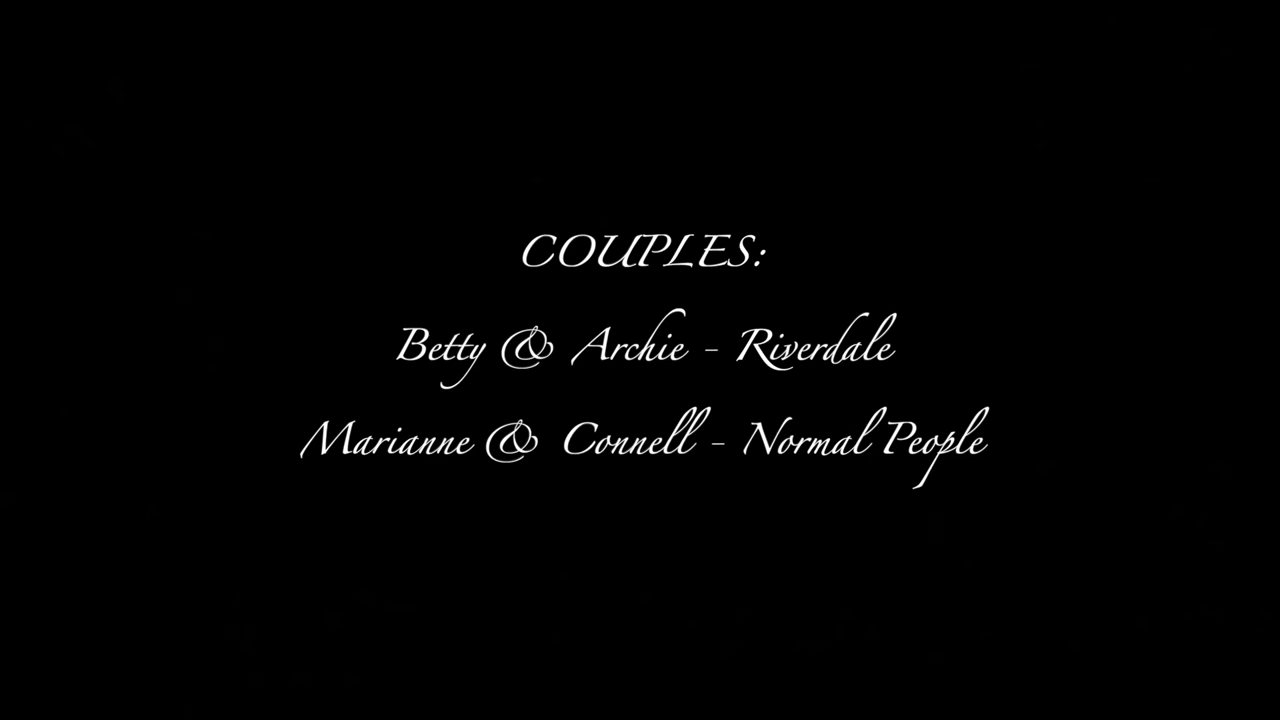 COUPLES:
Betty & Archie - Riverdale
Marianne & Connell - Normal People